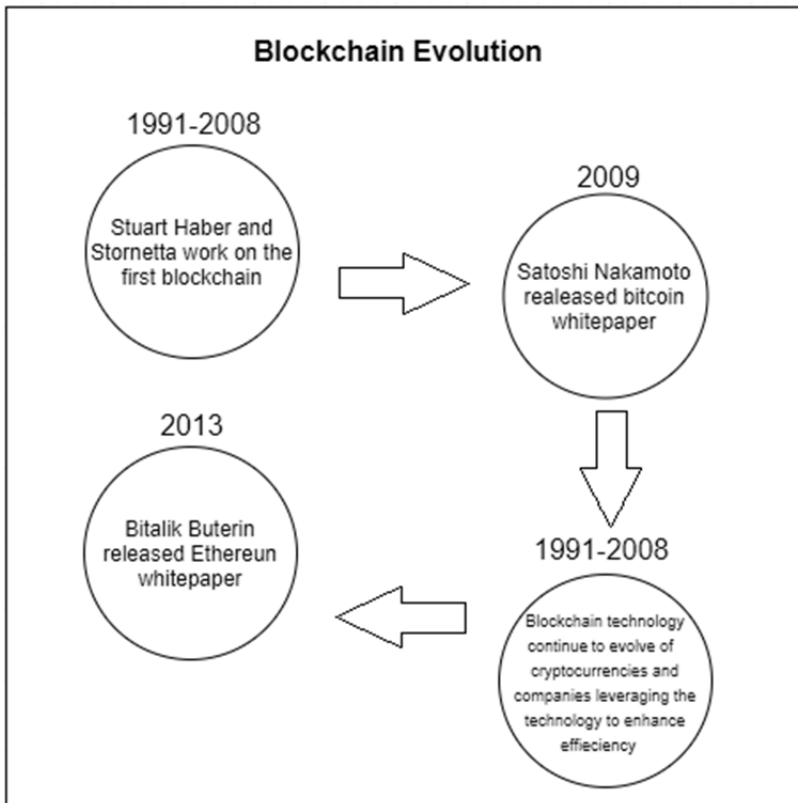 Blockchain Evolution
1991-2008
Stuart Haber and
Stornetta work on the
first blockchain
2009
Satoshi Nakamoto
realeased bitcoin
whitepaper
1991-2008
Blockchain technology
continue to evolve of
cryptocurrencies and
companies leveraging the
technology to enhance
effieciency
2013
Bitalik Buterin
released Ethereun
whitepaper